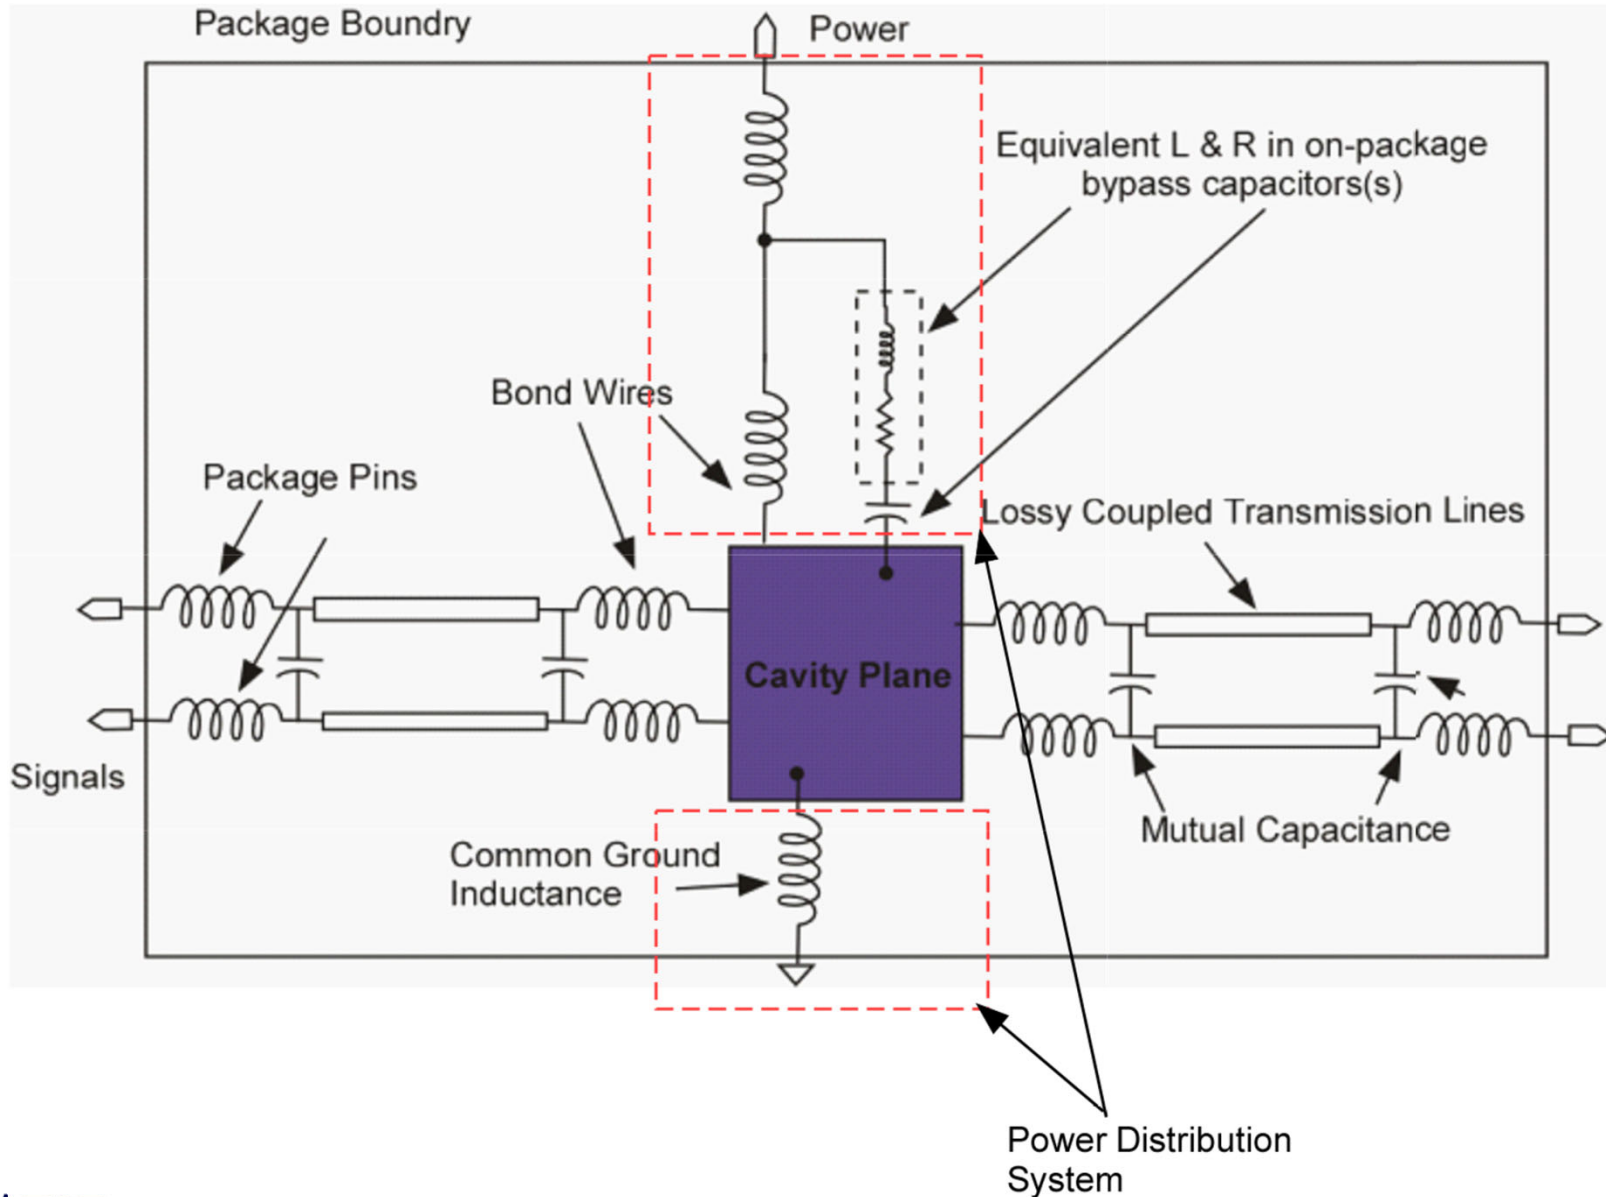 Package Boundry
Power
Equivalent L & R in on-package
bypass capacitors(s)
Bond Wires
Package Pins
Lossy Coupled Transmission Lines
Cavity Plane
Signals
Mutual Capacitance
Common Ground
Inductance
Power Distribution
System